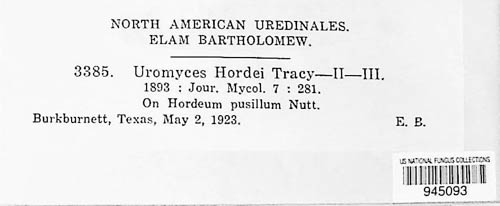 NORTH AMERICAN UREDINALES.
ELAM BARTHOLOMEW.
3385. Uromyces Hordei Tracy—II—III.
1893 : Jour. Mycol. 7 : 281.
On Hordeum pusillum Nutt.
Burkburnett, Texas, May 2, 1923. E. B.
US NATIONAL FUNGUS COLLECTIONS
945093